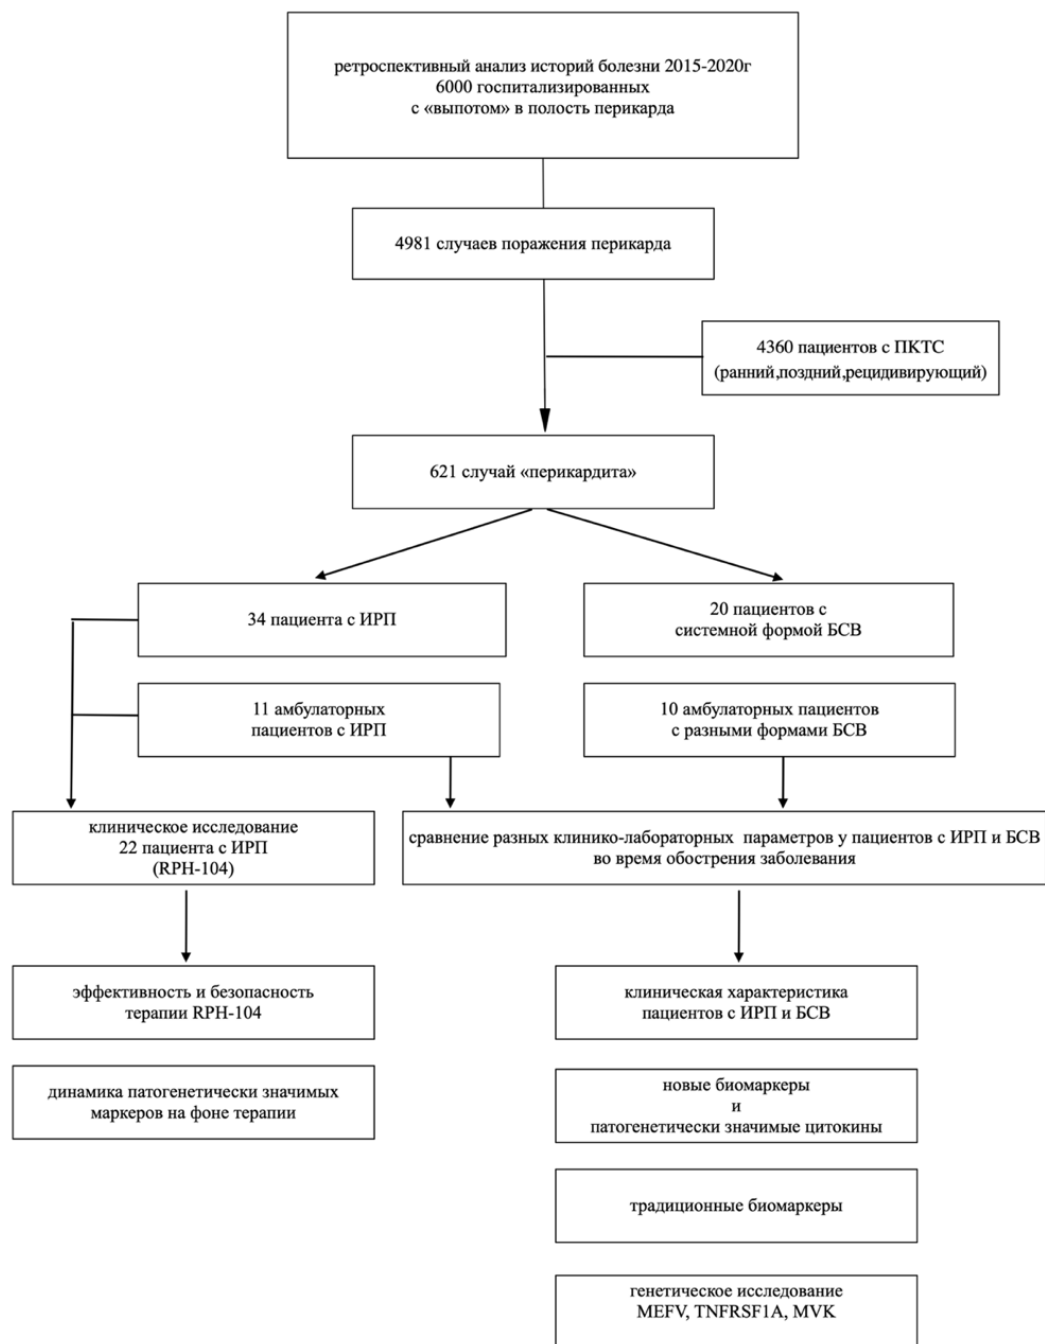 ретроспективный анализ историй болезни 2015-2020г
6000 госпитализированных
с «выпотом» в полость перикарда
4981 случаев поражения перикарда
4360 пациентов с ПКТС
(ранний,поздний,рецидивирующий)
621 случай «перикардита»
34 пациента с ИРП
20 пациентов с
системной формой БСВ
11 амбулаторных
пациентов с ИРП
10 амбулаторных пациентов
с разными формами БСВ
клиническое исследование
22 пациента с ИРП
(RPH-104)
сравнение разных клинико-лабораторных параметров у пациентов с ИРП и БСВ
во время обострения заболевания
эффективность и безопасность
терапии RPH-104
клиническая характеристика
пациентов с ИРП и БСВ
динамика патогенетически значимых
маркеров на фоне терапии
новые биомаркеры
и
патогенетически значимые цитокины
традиционные биомаркеры
генетическое исследование
MEFV, TNFRSF1A, MVK